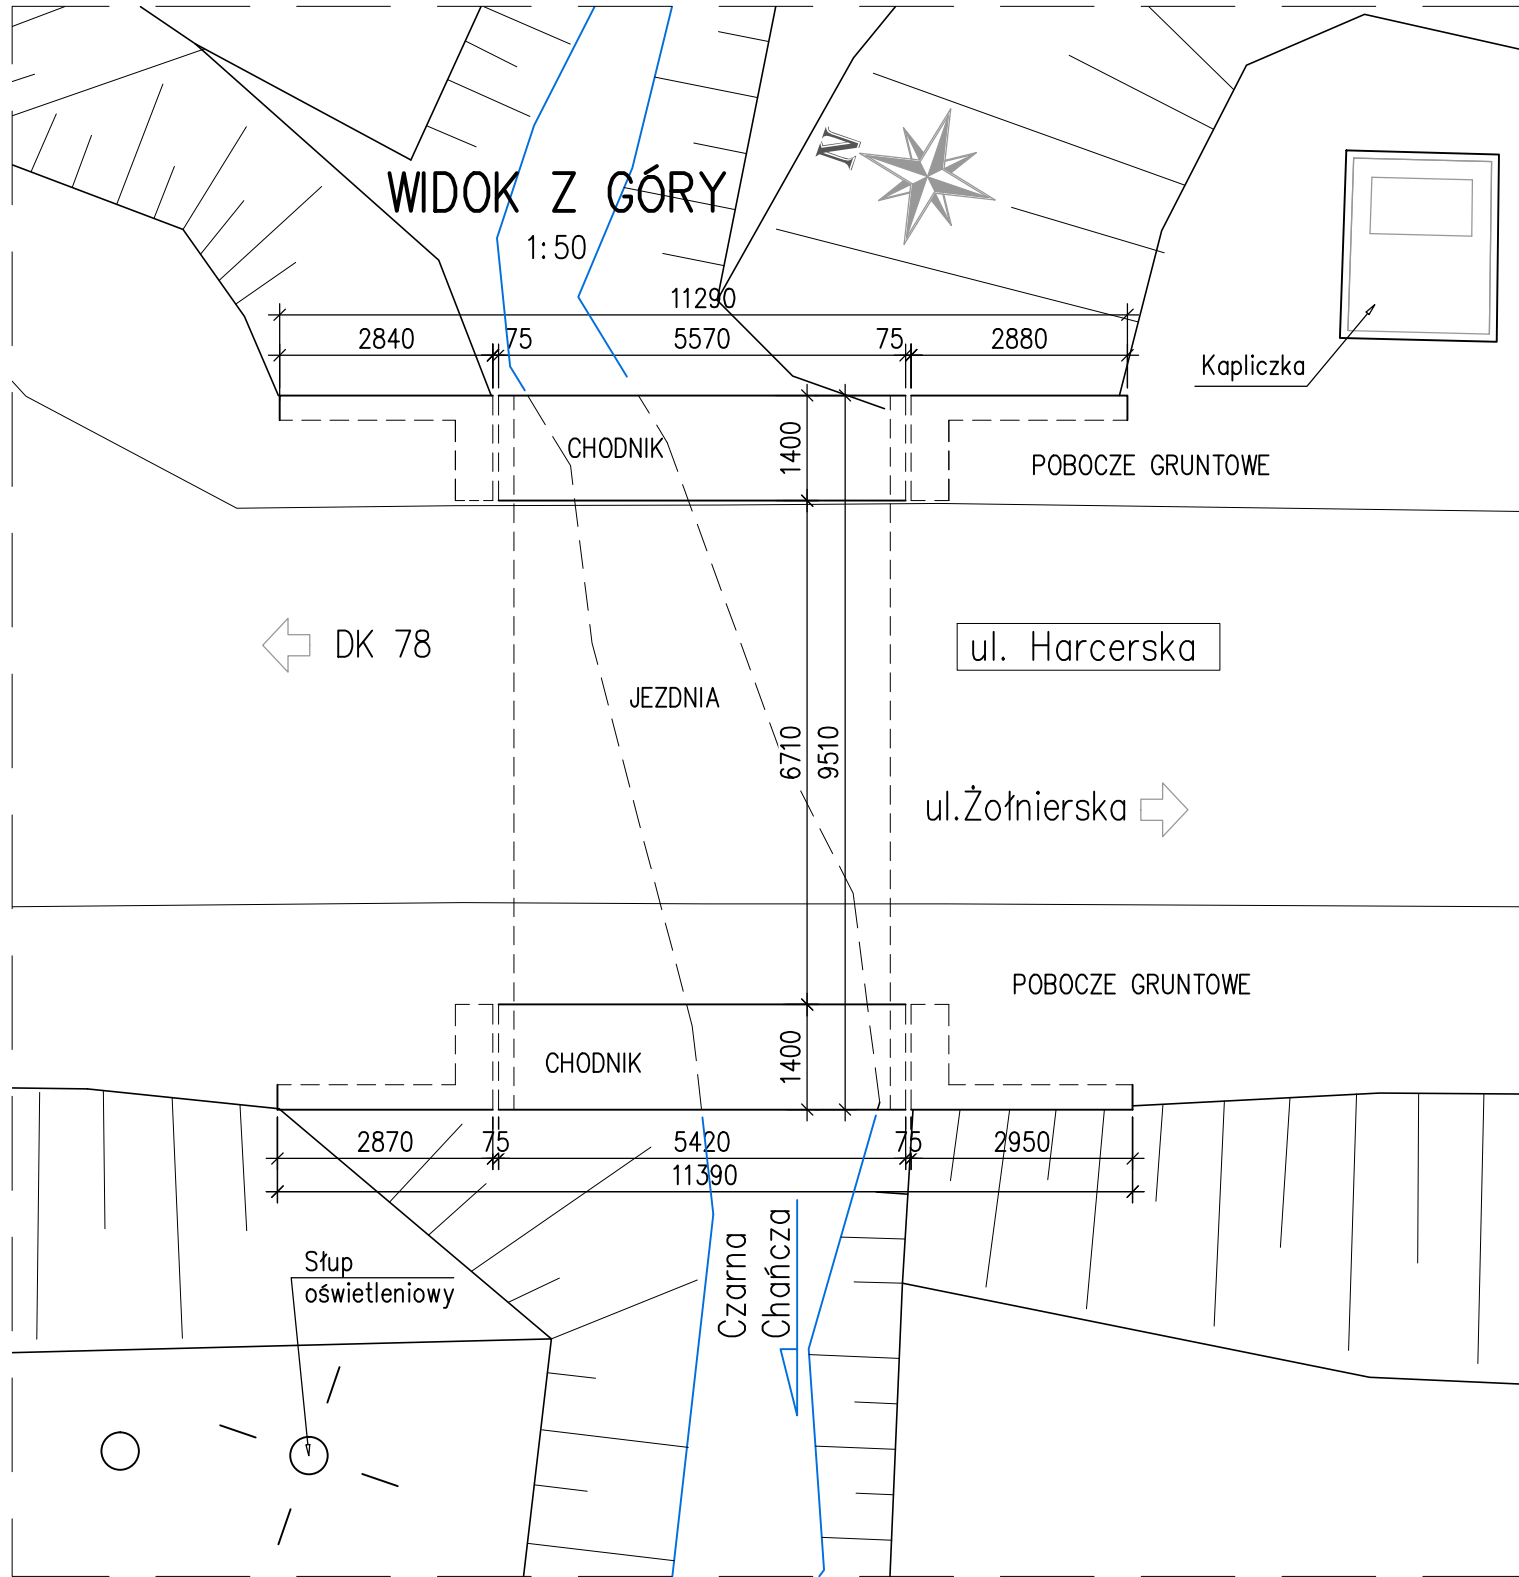 WIDOK Z GÓRY
1:50
N
11290
2840 75 5570 75 2880
Kapliczka
CHODNIK
1400
POBOCZE GRUNTOWE
DK 78
ul. Harcerska
JEZDNIA
6710
9510
ul.Żołnierska
POBOCZE GRUNTOWE
CHODNIK
1400
2870 75 5420 75 2950
11390
Czarna
Chańcza
Słup
oświetleniowy